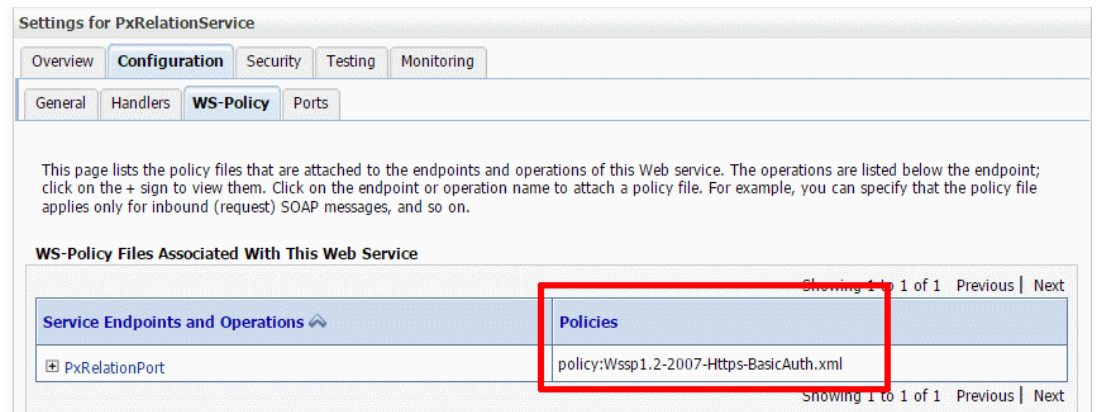 Settings for PxRelationService
Overview Configuration Security Testing Monitoring
General Handlers WS-Policy Ports
This page lists the policy files that are attached to the endpoints and operations of this Web service. The operations are listed below the endpoint;
click on the + sign to view them. Click on the endpoint or operation name to attach a policy file. For example, you can specify that the policy file
applies only for inbound (request) SOAP messages, and so on.
WS-Policy Files Associated With This Web Service
Showing 1 to 1 of 1 Previous | Next
Service Endpoints and Operations Policies
PxRelationPort policy:Wssp1.2-2007-Https-BasicAuth.xml
Showing 1 to 1 of 1 Previous | Next